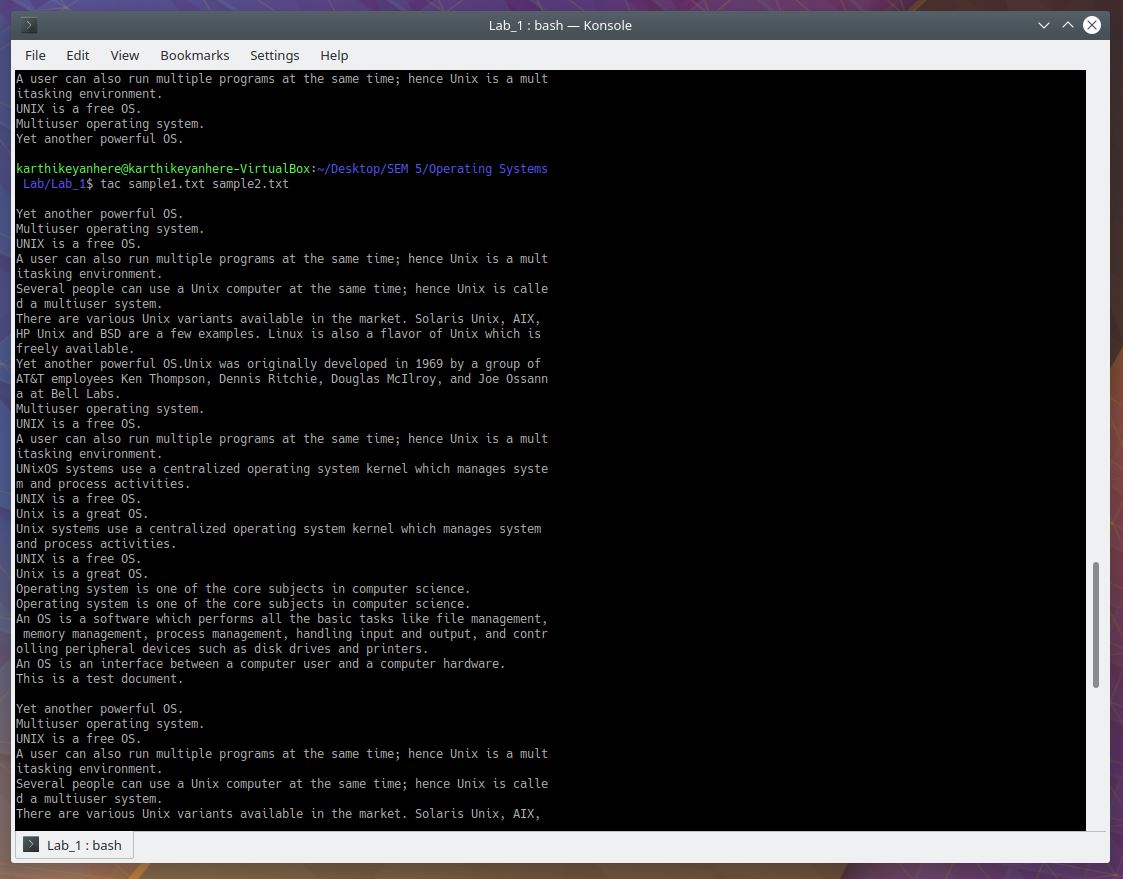 Lab_1 : bash — Konsole
File Edit View Bookmarks Settings Help
A user can also run multiple programs at the same time; hence Unix is a mult
itasking environment.
UNIX is a free OS.
Multiuser operating system.
Yet another powerful OS.
karthikeyanhere@karthikeyanhere-VirtualBox:~/Desktop/SEM 5/Operating Systems
 Lab/Lab_1$ tac sample1.txt sample2.txt
Yet another powerful OS.
Multiuser operating system.
UNIX is a free OS.
A user can also run multiple programs at the same time; hence Unix is a mult
itasking environment.
Several people can use a Unix computer at the same time; hence Unix is calle
d a multiuser system.
There are various Unix variants available in the market. Solaris Unix, AIX,
HP Unix and BSD are a few examples. Linux is also a flavor of Unix which is
freely available.
Yet another powerful OS.Unix was originally developed in 1969 by a group of
AT&T employees Ken Thompson, Dennis Ritchie, Douglas McIlroy, and Joe Ossann
a at Bell Labs.
Multiuser operating system.
UNIX is a free OS.
A user can also run multiple programs at the same time; hence Unix is a mult
itasking environment.
UNixOS systems use a centralized operating system kernel which manages syste
m and process activities.
UNIX is a free OS.
Unix is a great OS.
Unix systems use a centralized operating system kernel which manages system
and process activities.
UNIX is a free OS.
Unix is a great OS.
Operating system is one of the core subjects in computer science.
Operating system is one of the core subjects in computer science.
An OS is a software which performs all the basic tasks like file management,
 memory management, process management, handling input and output, and contr
olling peripheral devices such as disk drives and printers.
An OS is an interface between a computer user and a computer hardware.
This is a test document.
Yet another powerful OS.
Multiuser operating system.
UNIX is a free OS.
A user can also run multiple programs at the same time; hence Unix is a mult
itasking environment.
Several people can use a Unix computer at the same time; hence Unix is calle
d a multiuser system.
There are various Unix variants available in the market. Solaris Unix, AIX,
Lab_1 : bash